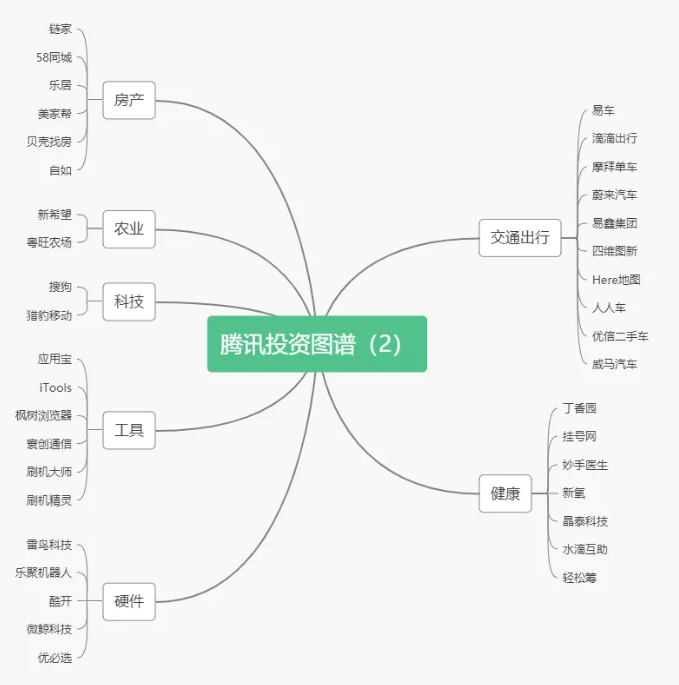 腾讯投资图谱（2）
房产
链家
58同城
乐居
美家帮
贝壳找房
自如
农业
新希望
粤旺农场
科技
搜狗
猎豹移动
工具
应用宝
iTools
枫树浏览器
寰创通信
刷机大师
刷机精灵
硬件
雷鸟科技
乐聚机器人
酷开
微鲸科技
优必选
交通出行
易车
滴滴出行
摩拜单车
蔚来汽车
易鑫集团
四维图新
Here地图
人人车
优信二手车
威马汽车
健康
丁香园
挂号网
妙手医生
新氧
晶泰科技
水滴互助
轻松筹